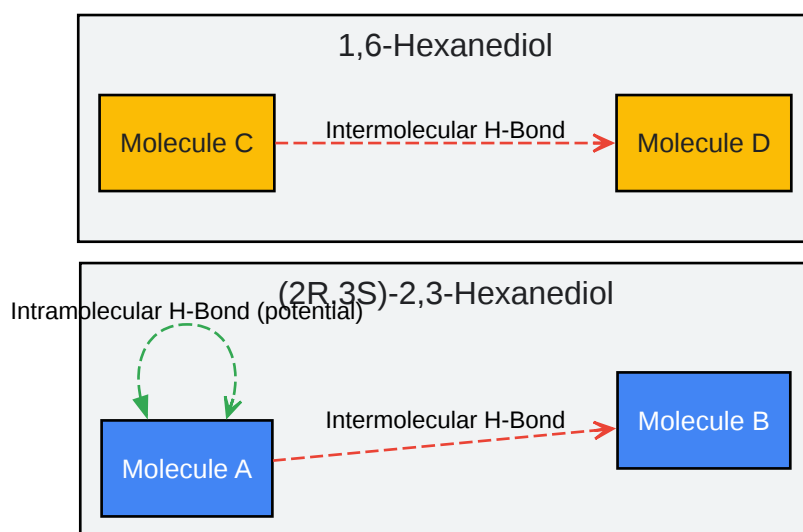 1,6-Hexanediol
Molecule C
Intermolecular H-Bond
Molecule D
(2R,3S)-2,3-Hexanediol
Intramolecular H-Bond (potential)
Intermolecular H-Bond
Molecule B
Molecule A